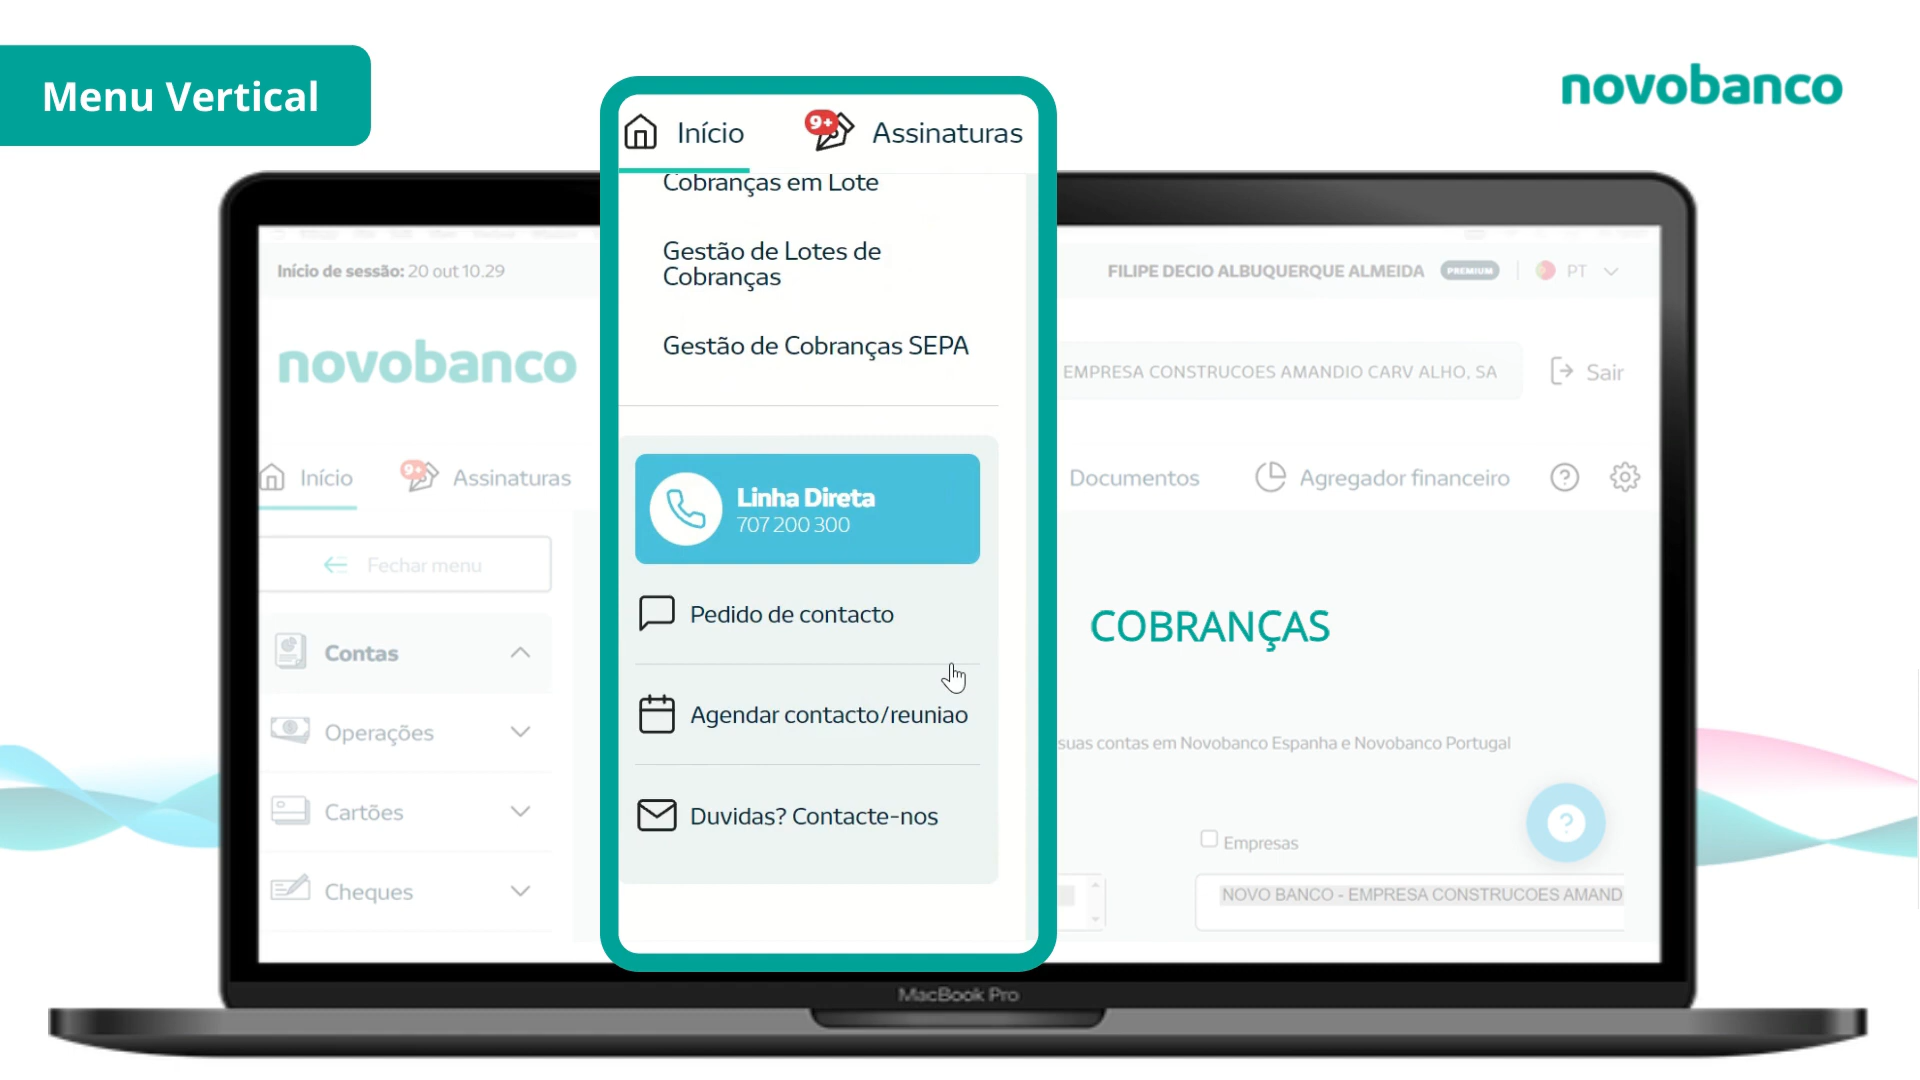 Menu Vertical
novobanco
9+
Início
Assinaturas
Cobranças em Lote
Gestão de Lotes de
Cobranças
Gestão de Cobranças SEPA
Linha Direta
707 200 300
Pedido de contacto
Agendar contacto/reuniao
Duvidas? Contacte-nos
Início de sessão: 20 out 10.29
FILIPE DECIO ALBUQUERQUE ALMEIDA
PREMIUM
PT
novobanco
EMPRESA CONSTRUCOES AMANDIO CARV ALHO, SA
Sair
Início
9+
Assinaturas
Documentos
Agregador financeiro
?
Fechar menu
Contas
Operações
Cartões
Cheques
COBRANÇAS
suas contas em Novobanco Espanha e Novobanco Portugal
?
Empresas
NOVO BANCO - EMPRESA CONSTRUCOES AMAND
MacBook Pro